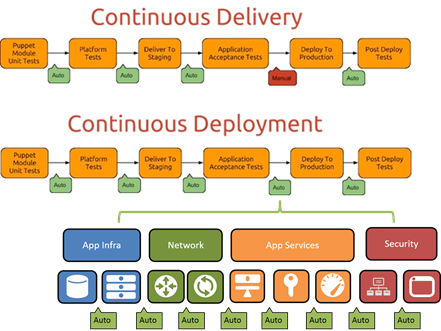 Continuous Delivery
Puppet
Module
Unit Tests
Platform
Tests
Deliver To
Staging
Application
Acceptance Tests
Deploy To
Production
Post Deploy
Tests
Auto
Auto
Auto
Manual
Auto
Continuous Deployment
Puppet
Module
Unit Tests
Platform
Tests
Deliver To
Staging
Application
Acceptance Tests
Deploy To
Production
Post Deploy
Tests
Auto
Auto
Auto
Auto
Auto
App Infra
Network
App Services
Security
Auto
Auto
Auto
Auto
Auto
Auto
Auto
Auto